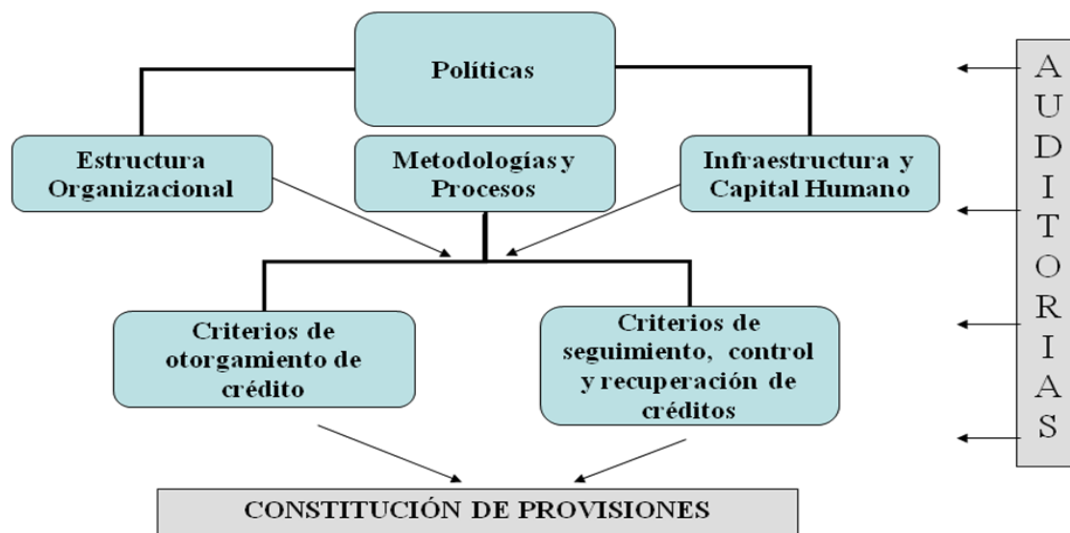 Políticas
Estructura
Organizacional
Metodologías y
Procesos
Infraestructura y
Capital Humano
Criterios de
otorgamiento de
crédito
Criterios de
seguimiento, control
y recuperación de
créditos
CONSTITUCIÓN DE PROVISIONES
A
U
D
I
T
O
R
I
A
S